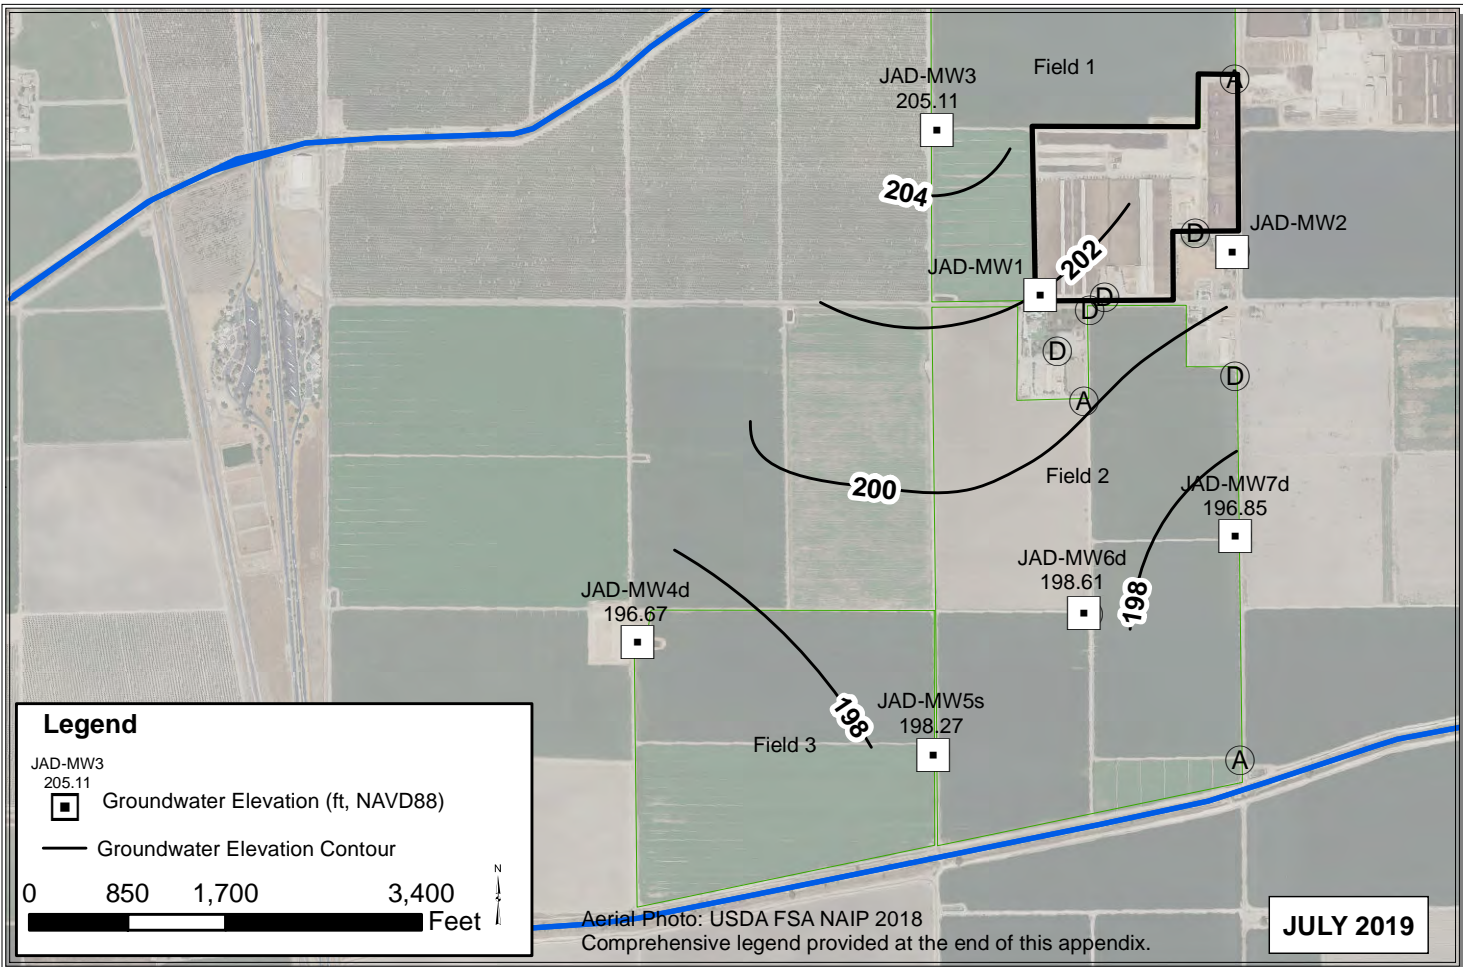 Field 1
JAD-MW3
205.11
A
204
D
JAD-MW2
202
JAD-MW1
D
D
D
D
A
200
Field 2
JAD-MW7d
196.85
JAD-MW6d
198.61
198
JAD-MW4d
196.67
JAD-MW5s
198.27
198
Field 3
A
Legend
JAD-MW3
205.11
Groundwater Elevation (ft, NAVD88)
Groundwater Elevation Contour
0 850 1,700 3,400
Feet
N
Aerial Photo: USDA FSA NAIP 2018
Comprehensive legend provided at the end of this appendix.
JULY 2019